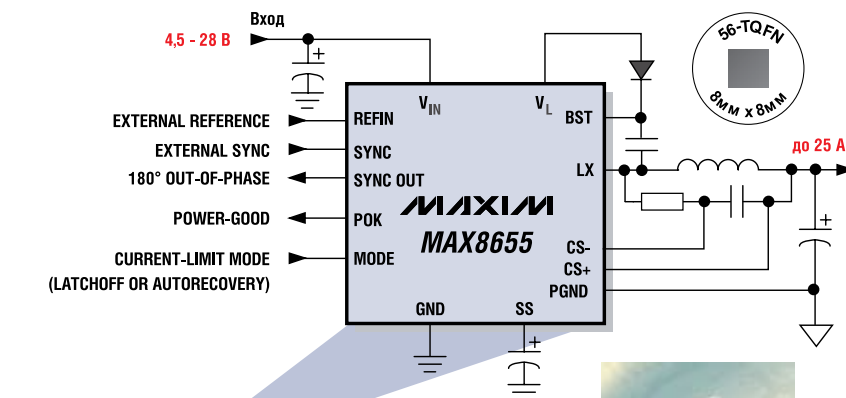 Вход
4,5 - 28 В
56-TQFN
8мм x 8мм
VIN
VL
BST
EXTERNAL REFERENCE
REFIN
EXTERNAL SYNC
SYNC
180° OUT-OF-PHASE
SYNC OUT
LX
до 25 А
POWER-GOOD
POK
MAXIM
MAX8655
CURRENT-LIMIT MODE
(LATCHOFF OR AUTORECOVERY)
MODE
CS-
CS+
PGND
GND
SS
+
+
+